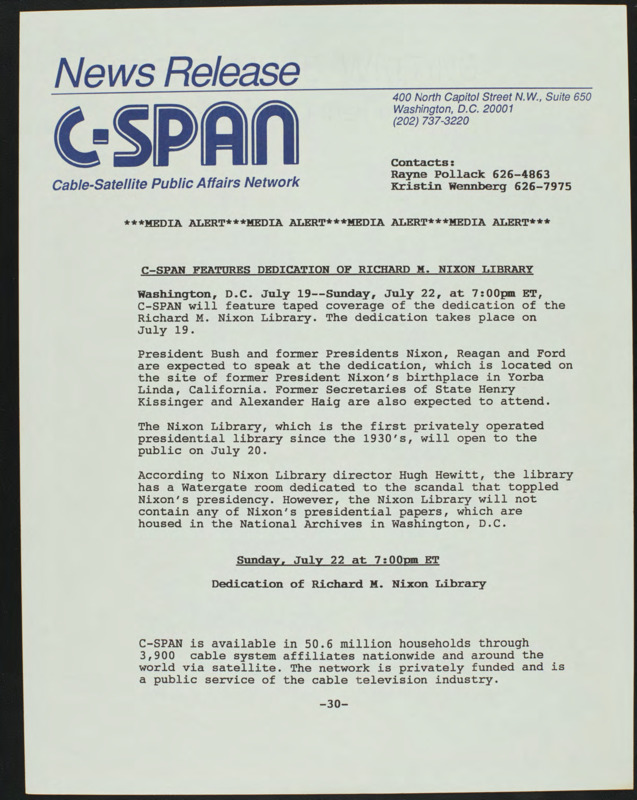 News Release
C-SPAN
Cable-Satellite Public Affairs Network
400 North Capitol Street N.W., Suite 650
Washington, D.C. 20001
(202) 737-3220
Contacts:
Rayne Pollack 626-4863
Kristin Wennberg 626-7975
***MEDIA ALERT***MEDIA ALERT***MEDIA ALERT***MEDIA ALERT***
C-SPAN FEATURES DEDICATION OF RICHARD M. NIXON LIBRARY
Washington, D.C. July 19--Sunday, July 22, at 7:00pm ET,
C-SPAN will feature taped coverage of the dedication of the
Richard M. Nixon Library. The dedication takes place on
July 19.
President Bush and former Presidents Nixon, Reagan and Ford
are expected to speak at the dedication, which is located on
the site of former President Nixon's birthplace in Yorba
Linda, California. Former Secretaries of State Henry
Kissinger and Alexander Haig are also expected to attend.
The Nixon Library, which is the first privately operated
presidential library since the 1930's, will open to the
public on July 20.
According to Nixon Library director Hugh Hewitt, the library
has a Watergate room dedicated to the scandal that toppled
Nixon's presidency. However, the Nixon Library will not
contain any of Nixon's presidential papers, which are
housed in the National Archives in Washington, D.C.
Sunday, July 22 at 7:00pm ET
Dedication of Richard M. Nixon Library
C-SPAN is available in 50.6 million households through
3,900 cable system affiliates nationwide and around the
world via satellite. The network is privately funded and is
a public service of the cable television industry.
-30-